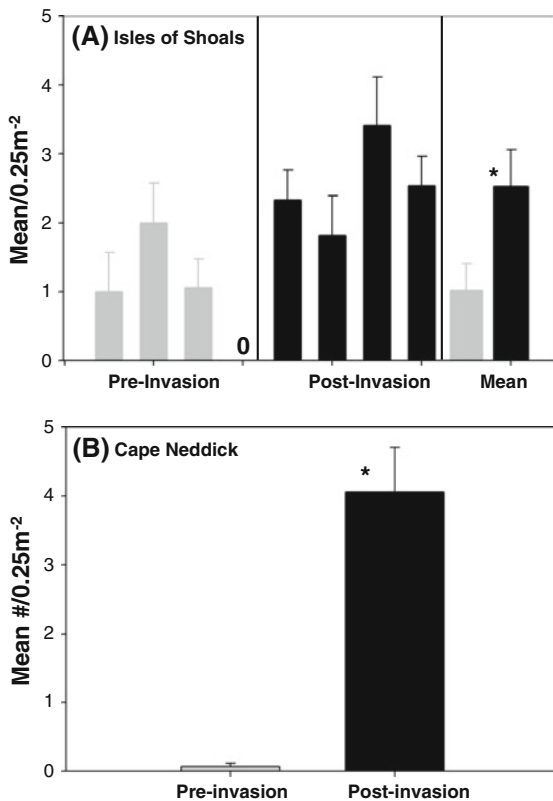 (A) Isles of Shoals
Mean/0.25m⁻²
5
4
3
2
1
0
0
*
Pre-Invasion Post-Invasion Mean
(B) Cape Neddick
Mean #/0.25m⁻²
5
4
3
2
1
0
*
Pre-invasion Post-invasion